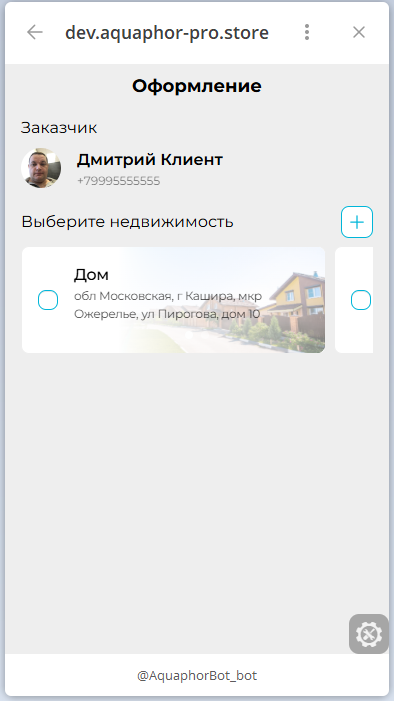 dev.aquaphor-pro.store
Оформление
Заказчик
Дмитрий Клиент
+79995555555
Выберите недвижимость
Дом
обл Московская, г Кашира, мкр
Ожерелье, ул Пирогова, дом 10
@AquaphorBot_bot